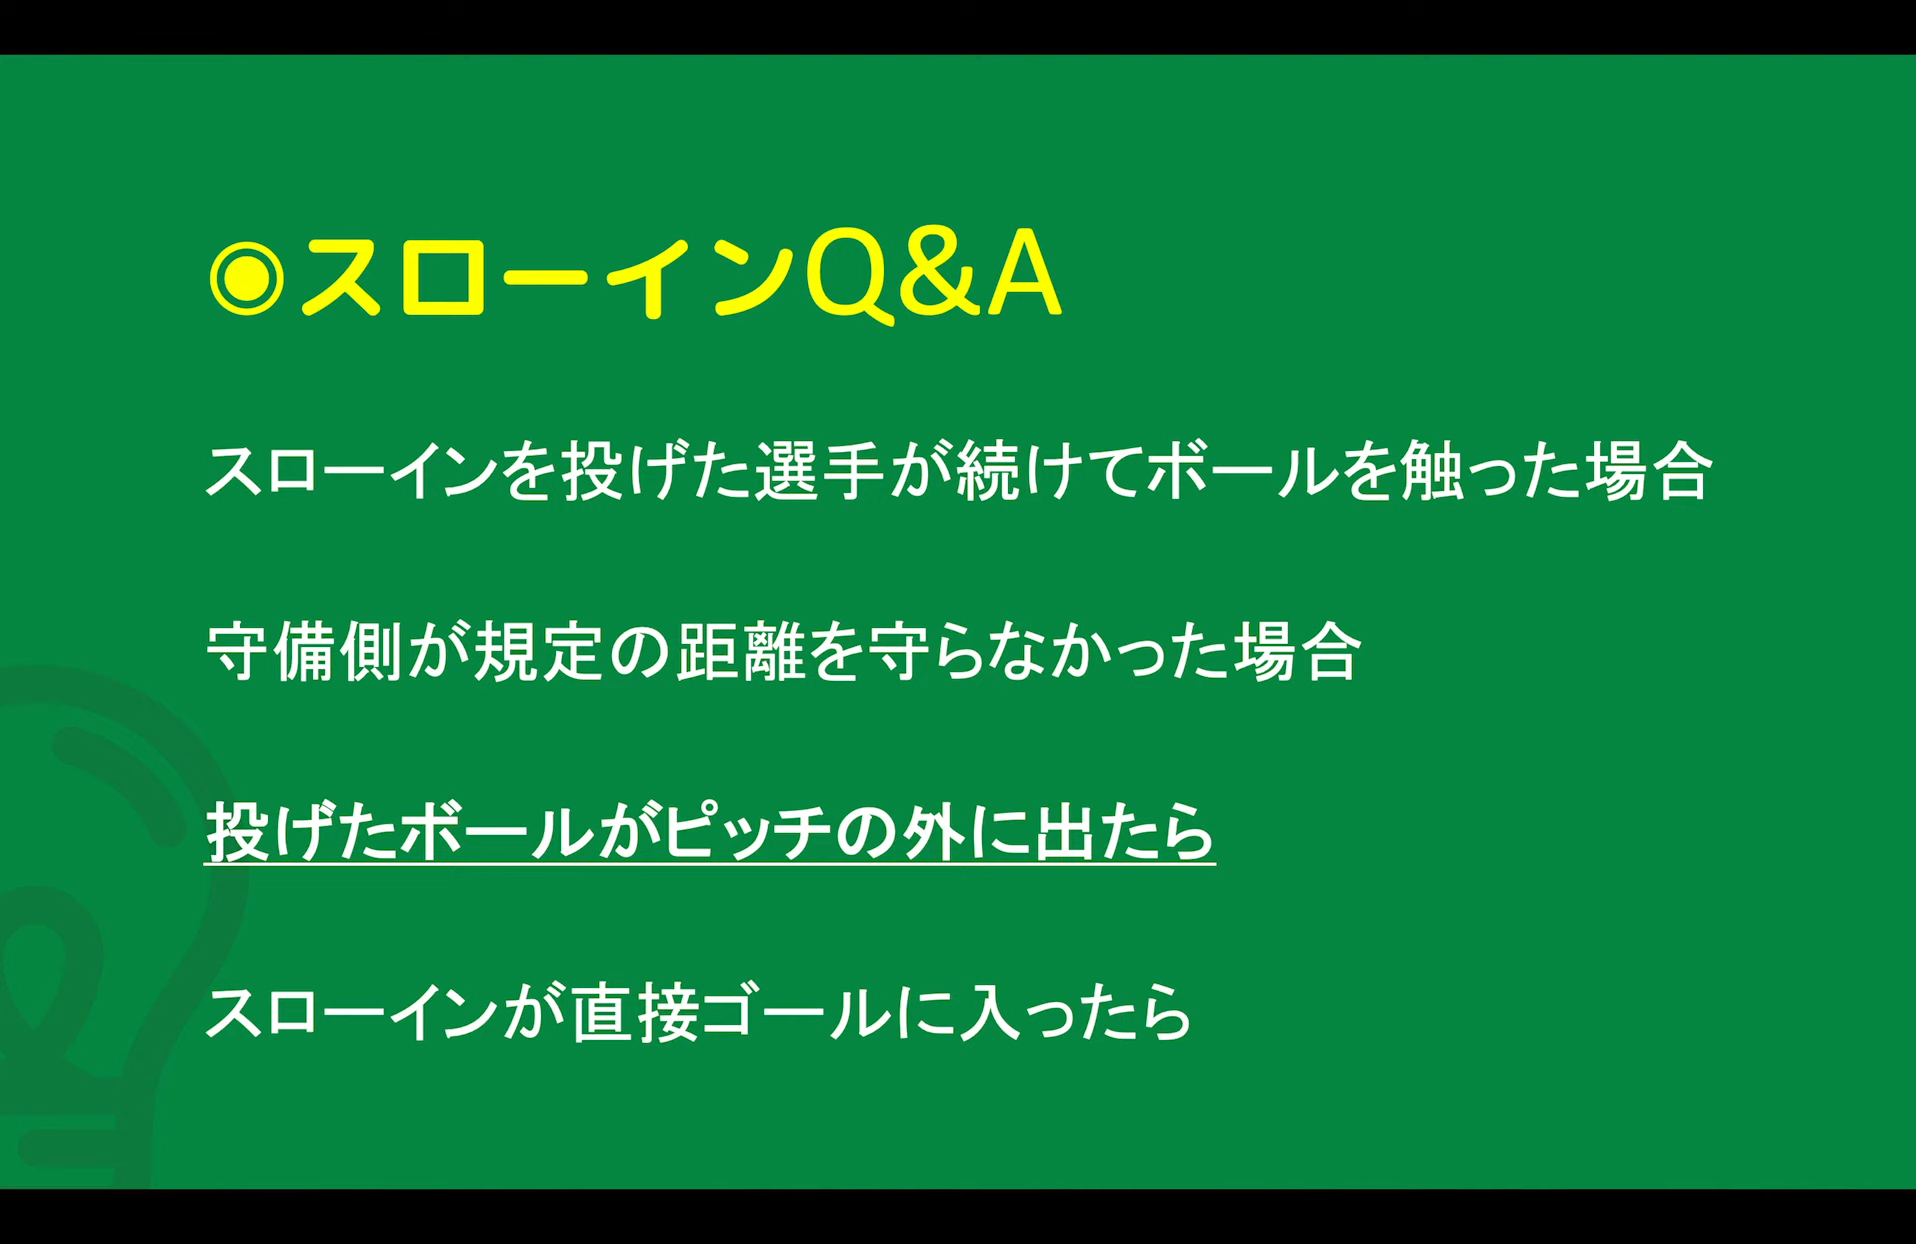 ◉スローインQ&A
スローインを投げた選手が続けてボールを触った場合
守備側が規定の距離を守らなかった場合
投げたボールがピッチの外に出たら
スローインが直接ゴールに入ったら